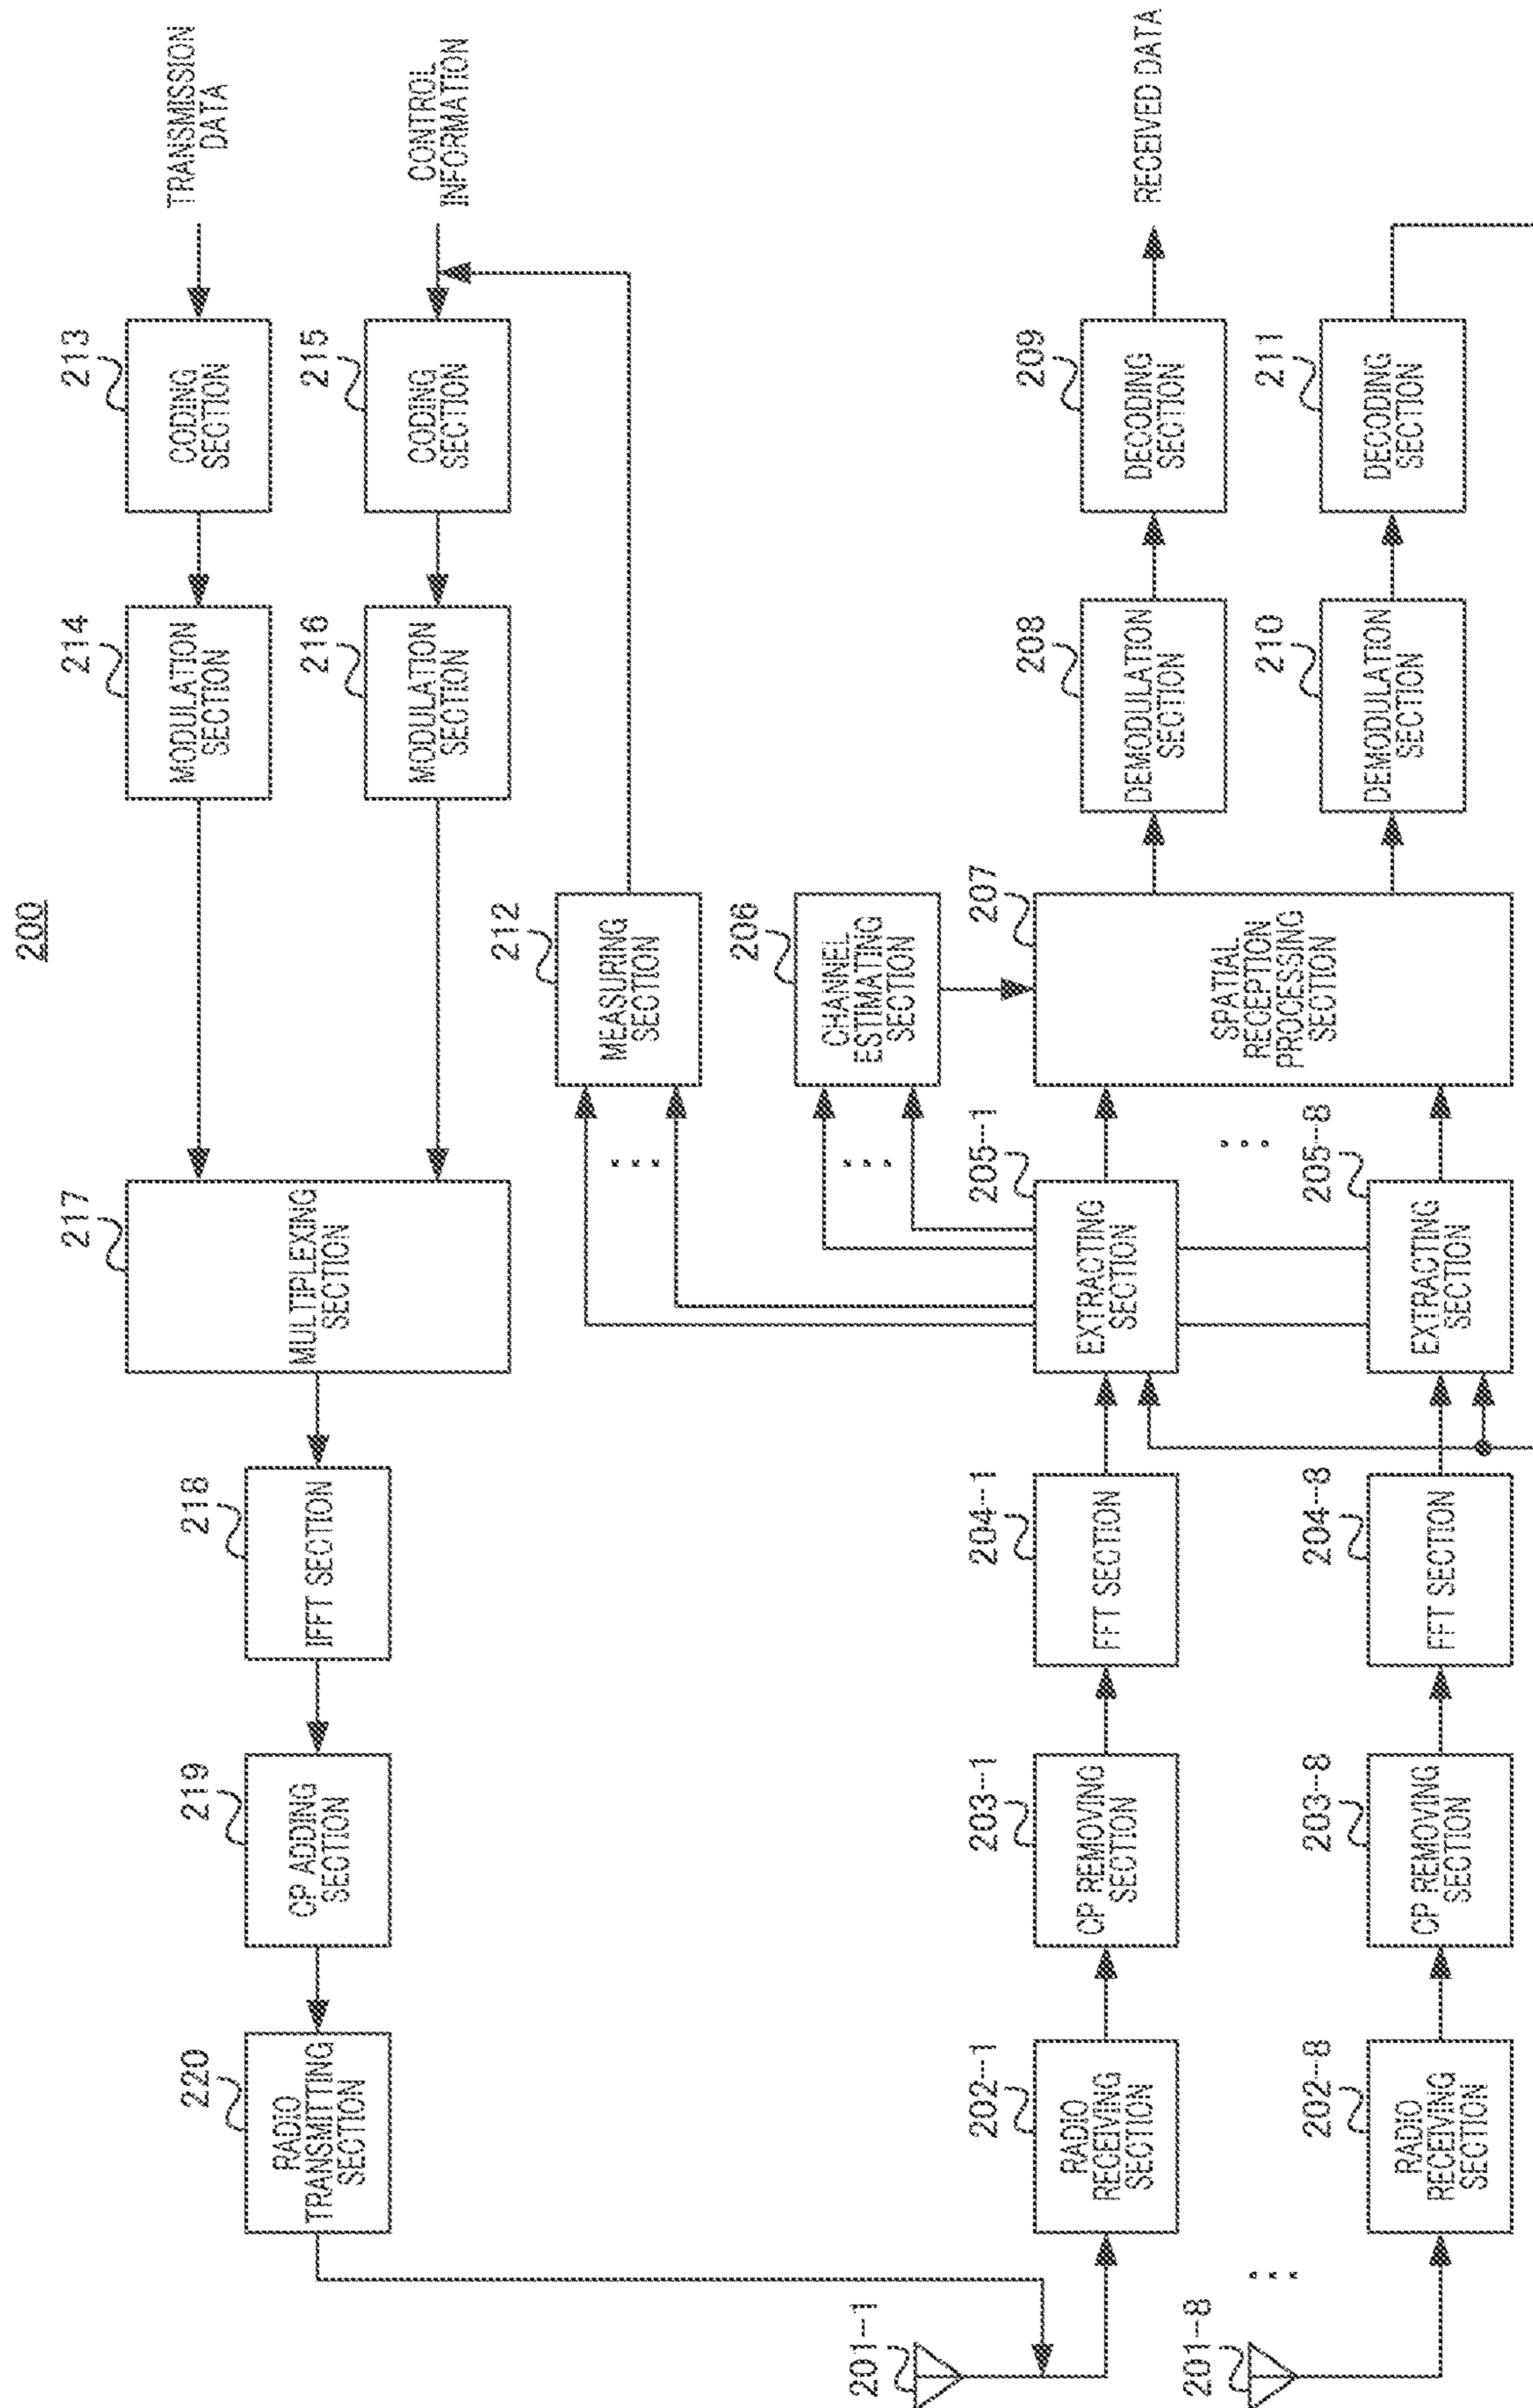 200
220
RADIO
TRANSMITTING
SECTION
219
CP ADDING
SECTION
218
IFFT SECTION
217
MULTIPLEXING
SECTION
214
MODULATION
SECTION
213
CODING
SECTION
TRANSMISSION
DATA
216
MODULATION
SECTION
215
CODING
SECTION
CONTROL
INFORMATION
212
MEASURING
SECTION
206
CHANNEL
ESTIMATING
SECTION
201-1
202-1
RADIO
RECEIVING
SECTION
203-1
CP REMOVING
SECTION
204-1
FFT SECTION
205-1
EXTRACTING
SECTION
207
SPATIAL
RECEPTION
PROCESSING
SECTION
208
DEMODULATION
SECTION
209
DECODING
SECTION
RECEIVED DATA
201-8
202-8
RADIO
RECEIVING
SECTION
203-8
CP REMOVING
SECTION
204-8
FFT SECTION
205-8
EXTRACTING
SECTION
210
DEMODULATION
SECTION
211
DECODING
SECTION